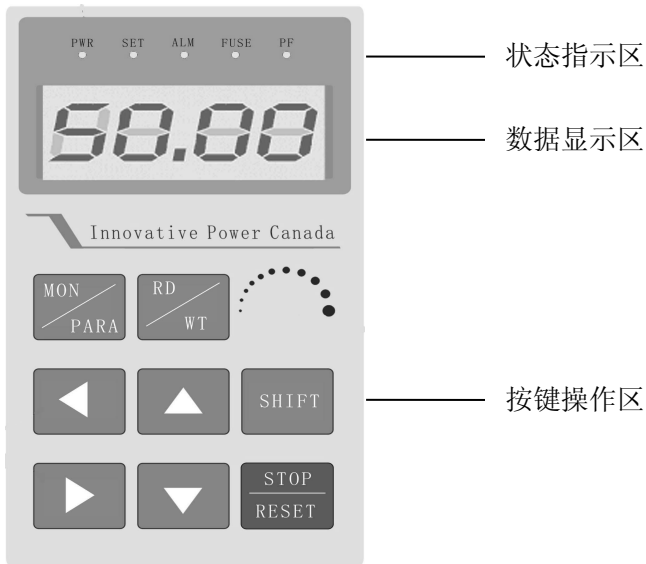 PWR SET ALM FUSE PF
状态指示区
50.00
数据显示区
Innovative Power Canada
MON
PARA
RD
WT
SHIFT
按键操作区
STOP
RESET